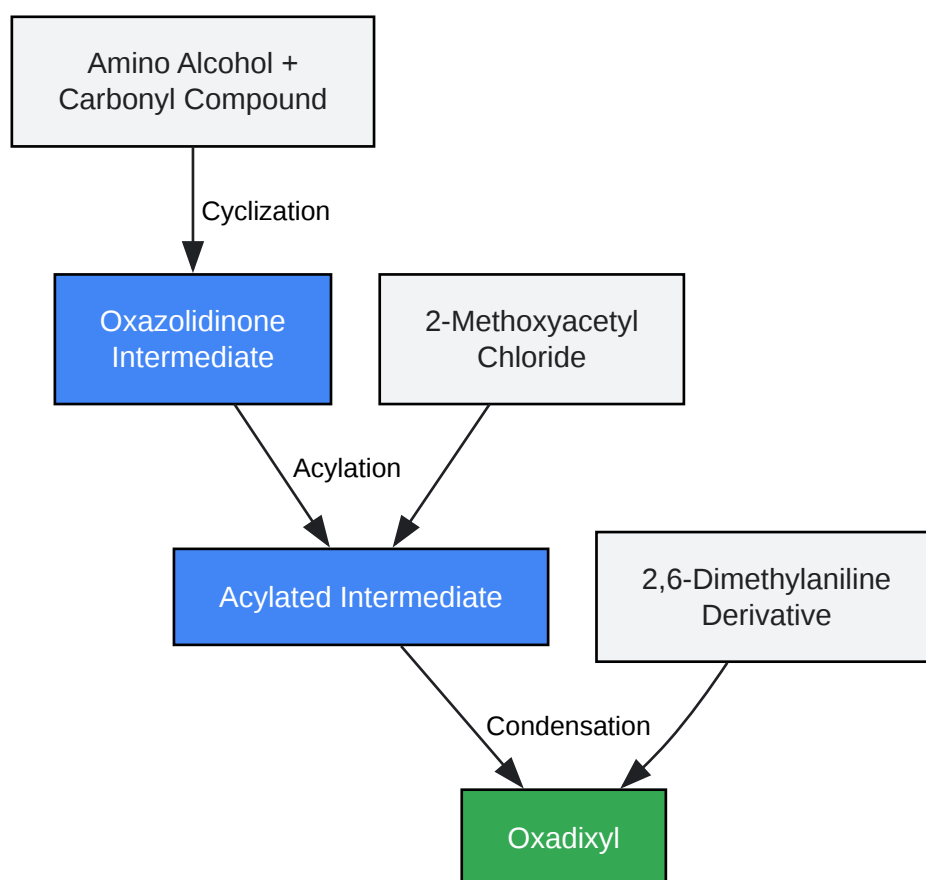 Amino Alcohol +
Carbonyl Compound
Cyclization
Oxazolidinone
Intermediate
2-Methoxyacetyl
Chloride
Acylation
Acylated Intermediate
2,6-Dimethylaniline
Derivative
Condensation
Oxadixyl